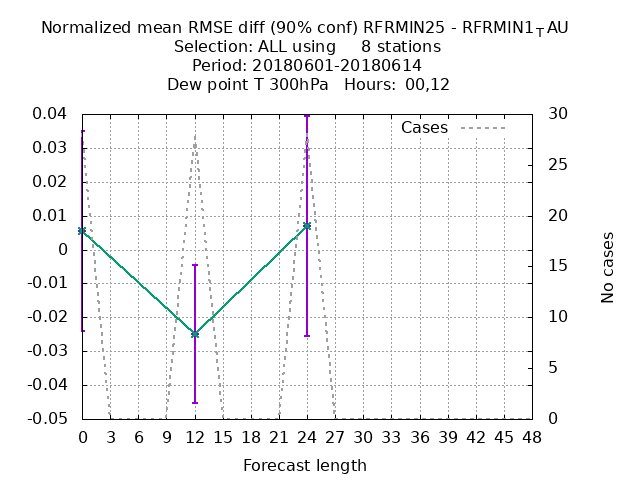 Normalized mean RMSE diff (90% conf) RFRMIN25 - RFRMIN1_TAU
Selection: ALL using     8 stations
Period: 20180601-20180614
Dew point T 300hPa   Hours:  00,12
Cases
0.04
0.03
0.02
0.01
0
-0.01
-0.02
-0.03
-0.04
-0.05
30
25
20
15
10
5
0
No cases
0 3 6 9 12 15 18 21 24 27 30 33 36 39 42 45 48
Forecast length